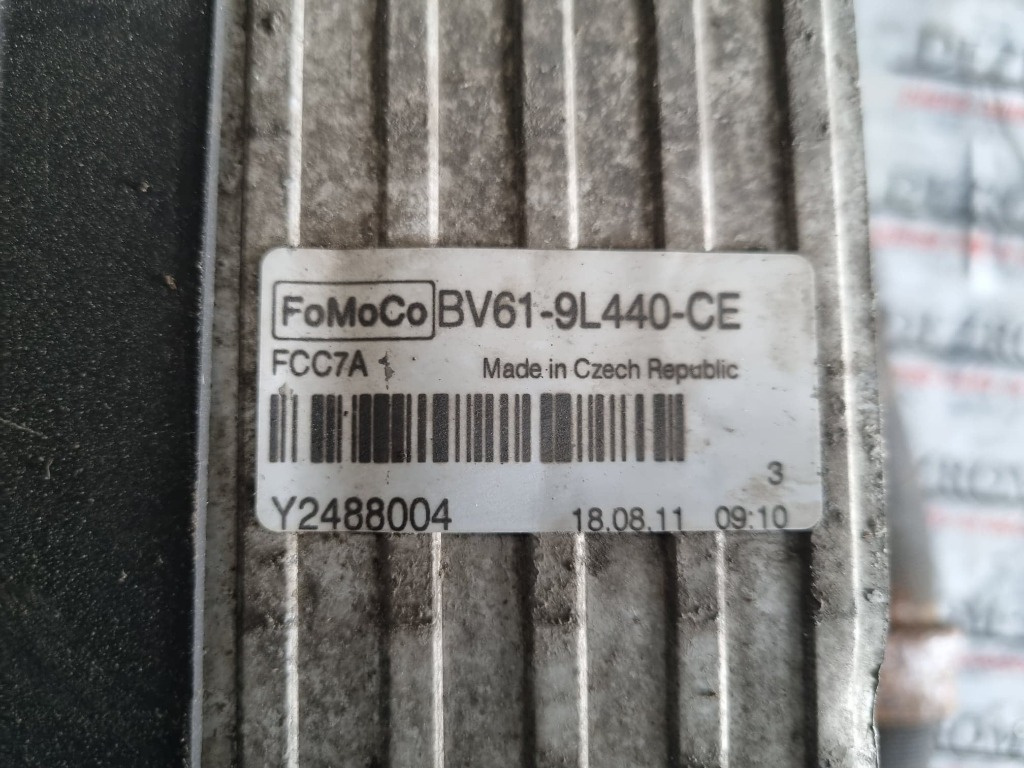 FoMoCo BV61-9L440-CE
FCC7A 1 Made in Czech Republic
3
Y2488004 18.08.11 09:10